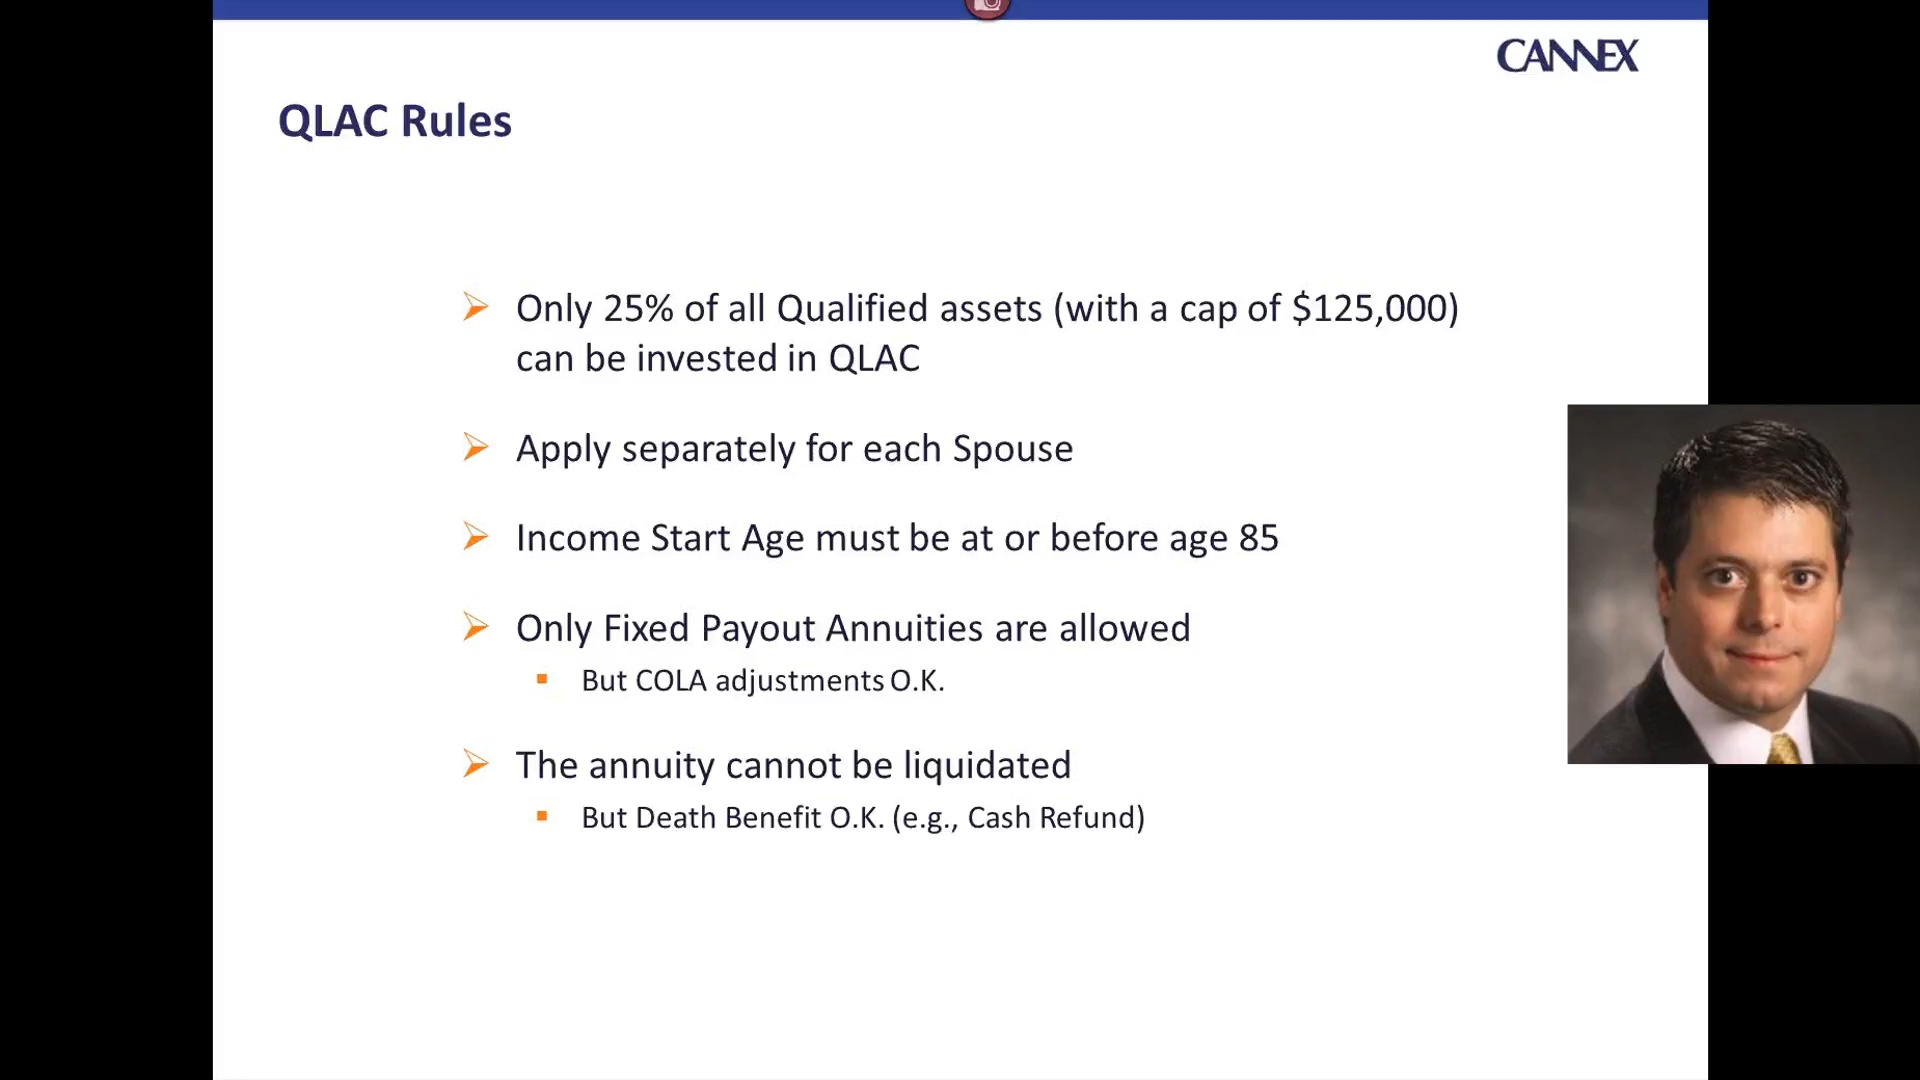 CANNEX
QLAC Rules
Only 25% of all Qualified assets (with a cap of $125,000)
can be invested in QLAC
Apply separately for each Spouse
Income Start Age must be at or before age 85
Only Fixed Payout Annuities are allowed
But COLA adjustments O.K.
The annuity cannot be liquidated
But Death Benefit O.K. (e.g., Cash Refund)